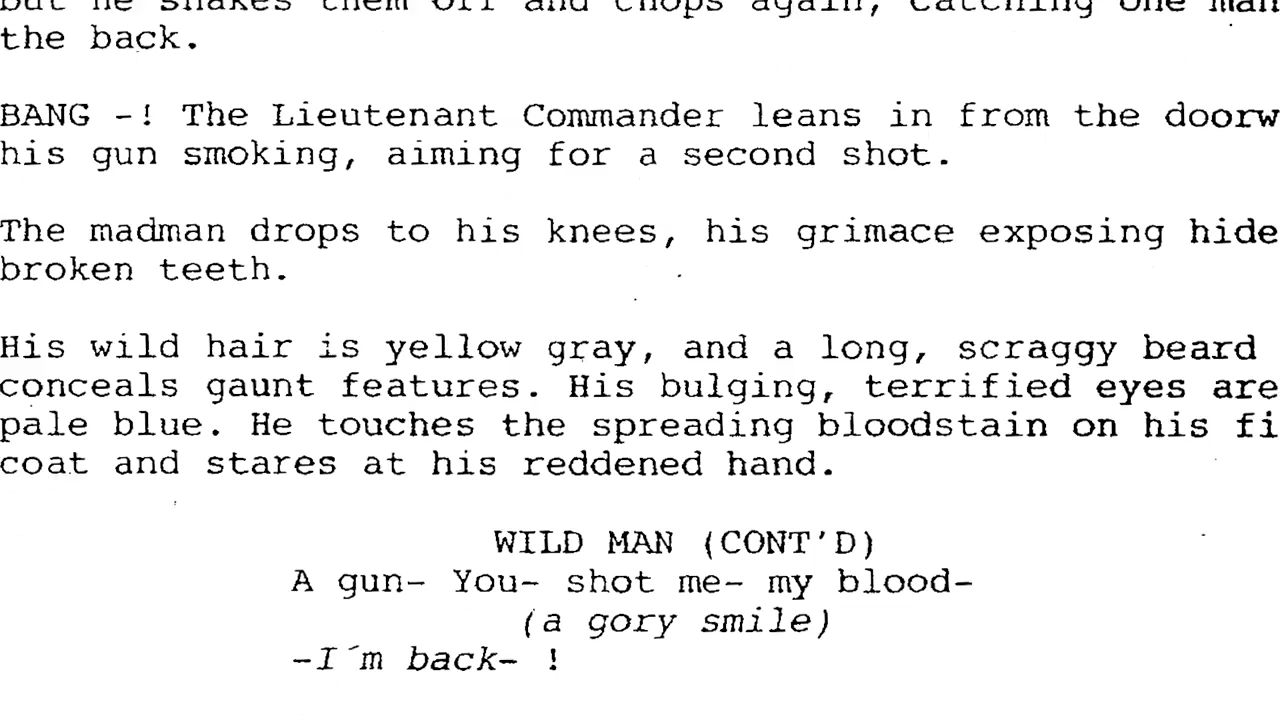 but he shakes them off and chops again, catching one man
the back.
BANG -! The Lieutenant Commander leans in from the doorw
his gun smoking, aiming for a second shot.
The madman drops to his knees, his grimace exposing hide
broken teeth.
His wild hair is yellow gray, and a long, scraggy beard
conceals gaunt features. His bulging, terrified eyes are
pale blue. He touches the spreading bloodstain on his fi
coat and stares at his reddened hand.
WILD MAN (CONT'D)
A gun- You- shot me- my blood-
(a gory smile)
-I´m back- !